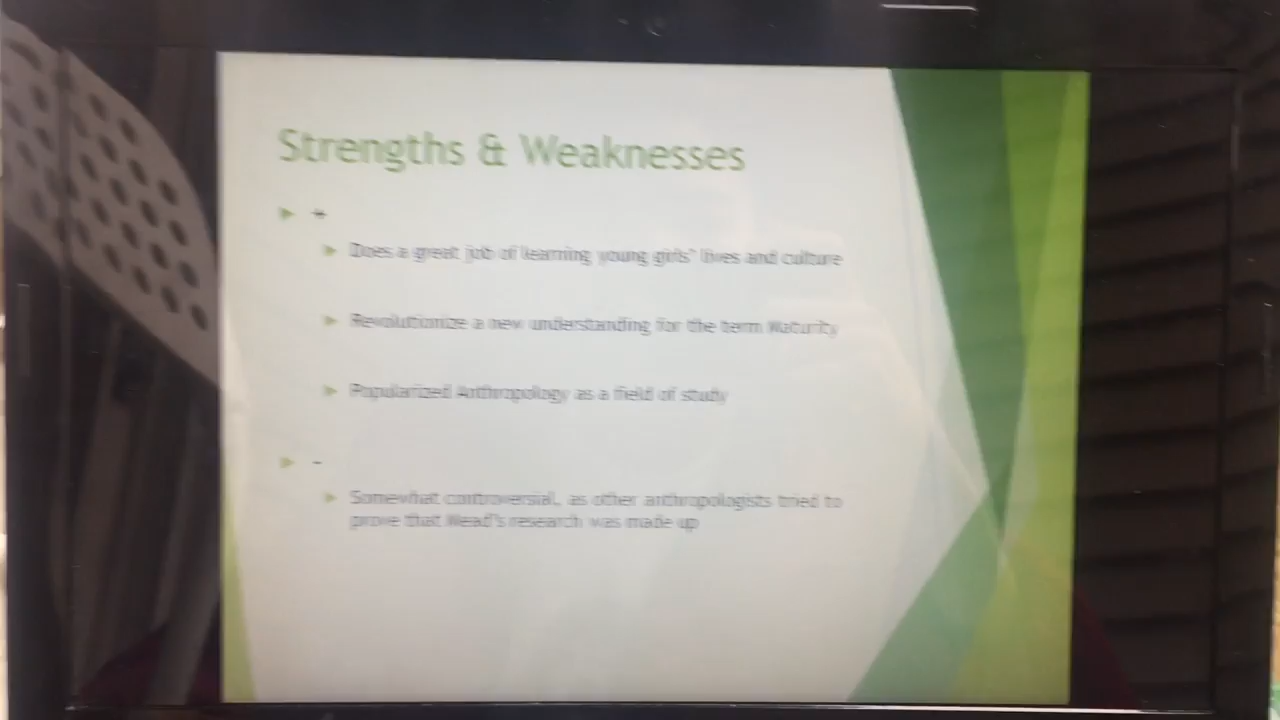 Strengths & Weaknesses
+
Does a great job of learning young girls' lives and culture
Revolutionize a new understanding for the term Maturity
Popularized Anthropology as a field of study
-
Somewhat controversial, as other anthropologists tried to
prove that Mead's research was made up